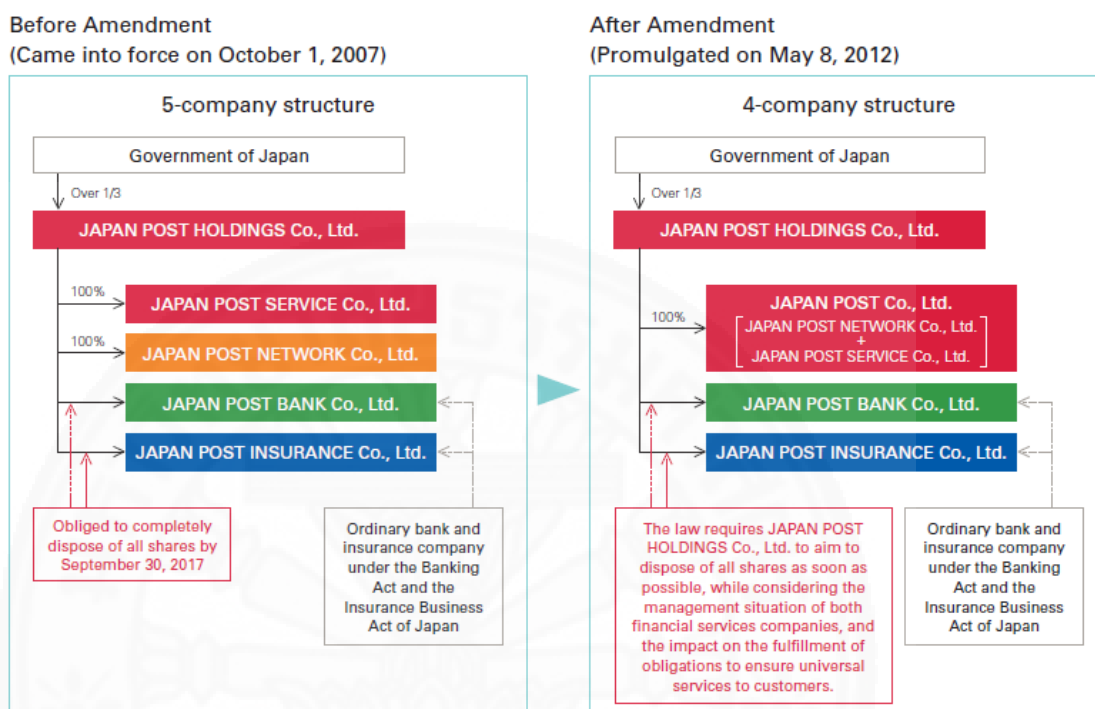 Before Amendment
(Came into force on October 1, 2007)
5-company structure
Government of Japan
Over 1/3
JAPAN POST HOLDINGS Co., Ltd.
100%
JAPAN POST SERVICE Co., Ltd.
100%
JAPAN POST NETWORK Co., Ltd.
JAPAN POST BANK Co., Ltd.
JAPAN POST INSURANCE Co., Ltd.
Obliged to completely
dispose of all shares by
September 30, 2017
Ordinary bank and
insurance company
under the Banking
Act and the
Insurance Business
Act of Japan
After Amendment
(Promulgated on May 8, 2012)
4-company structure
Government of Japan
Over 1/3
JAPAN POST HOLDINGS Co., Ltd.
100%
JAPAN POST Co., Ltd.
JAPAN POST NETWORK Co., Ltd.
+
JAPAN POST SERVICE Co., Ltd.
JAPAN POST BANK Co., Ltd.
JAPAN POST INSURANCE Co., Ltd.
The law requires JAPAN POST
HOLDINGS Co., Ltd. to aim to
dispose of all shares as soon as
possible, while considering the
management situation of both
financial services companies, and
the impact on the fulfillment of
obligations to ensure universal
services to customers.
Ordinary bank and
insurance company
under the Banking
Act and the
Insurance Business
Act of Japan